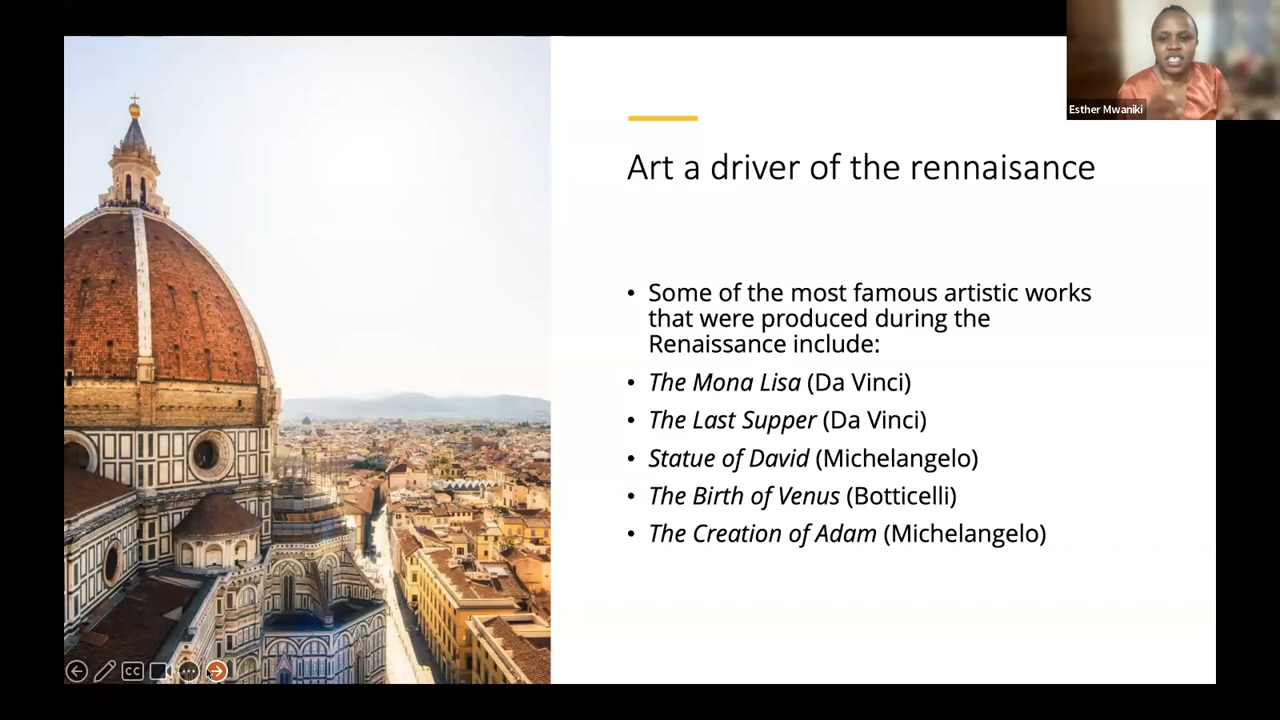 Esther Mwaniki
Art a driver of the rennaisance
• Some of the most famous artistic works
that were produced during the
Renaissance include:
• The Mona Lisa (Da Vinci)
• The Last Supper (Da Vinci)
• Statue of David (Michelangelo)
• The Birth of Venus (Botticelli)
• The Creation of Adam (Michelangelo)
CC